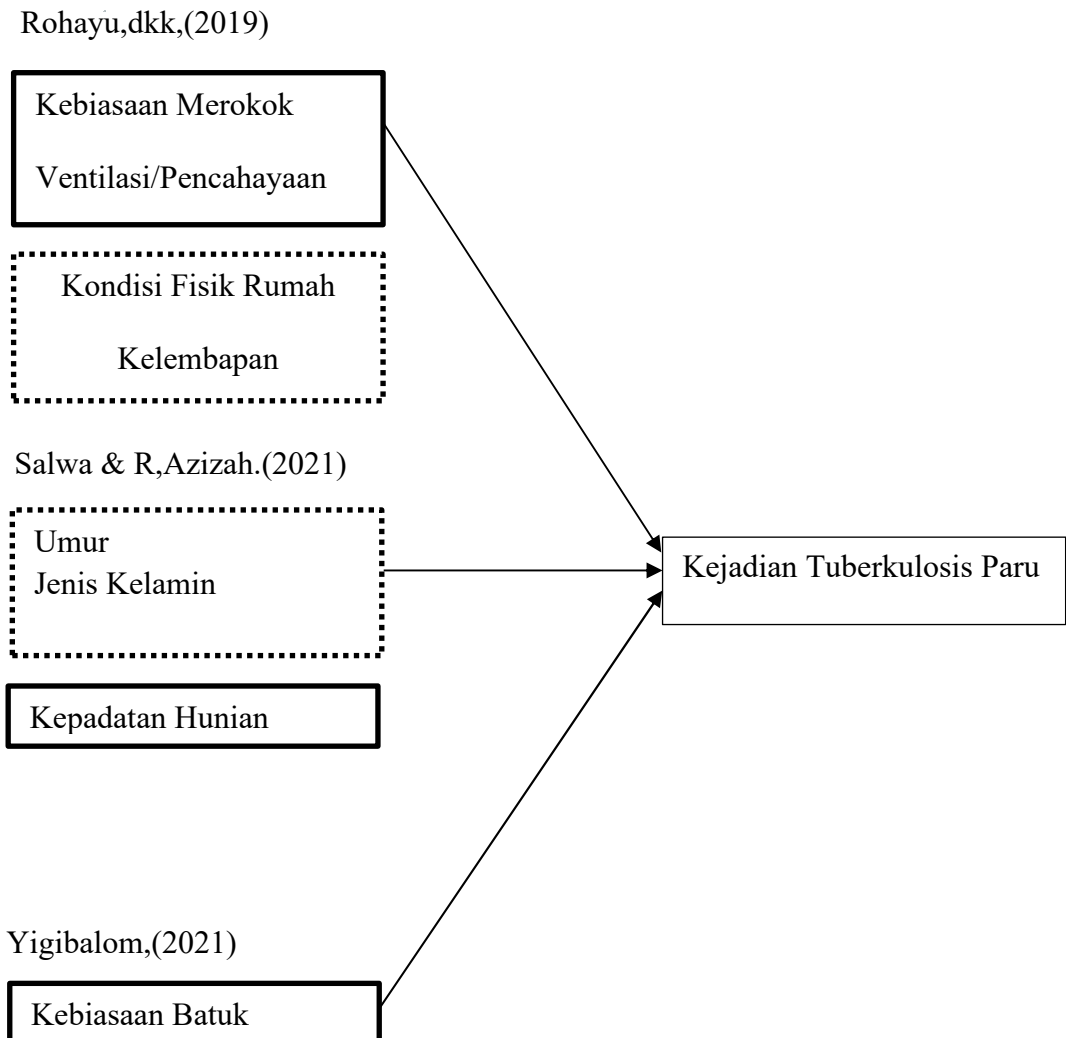 Rohayu,dkk,(2019)
Kebiasaan Merokok
Ventilasi/Pencahayaan
Kondisi Fisik Rumah
Kelembapan
Salwa & R,Azizah.(2021)
Umur
Jenis Kelamin
Kejadian Tuberkulosis Paru
Kepadatan Hunian
Yigibalom,(2021)
Kebiasaan Batuk